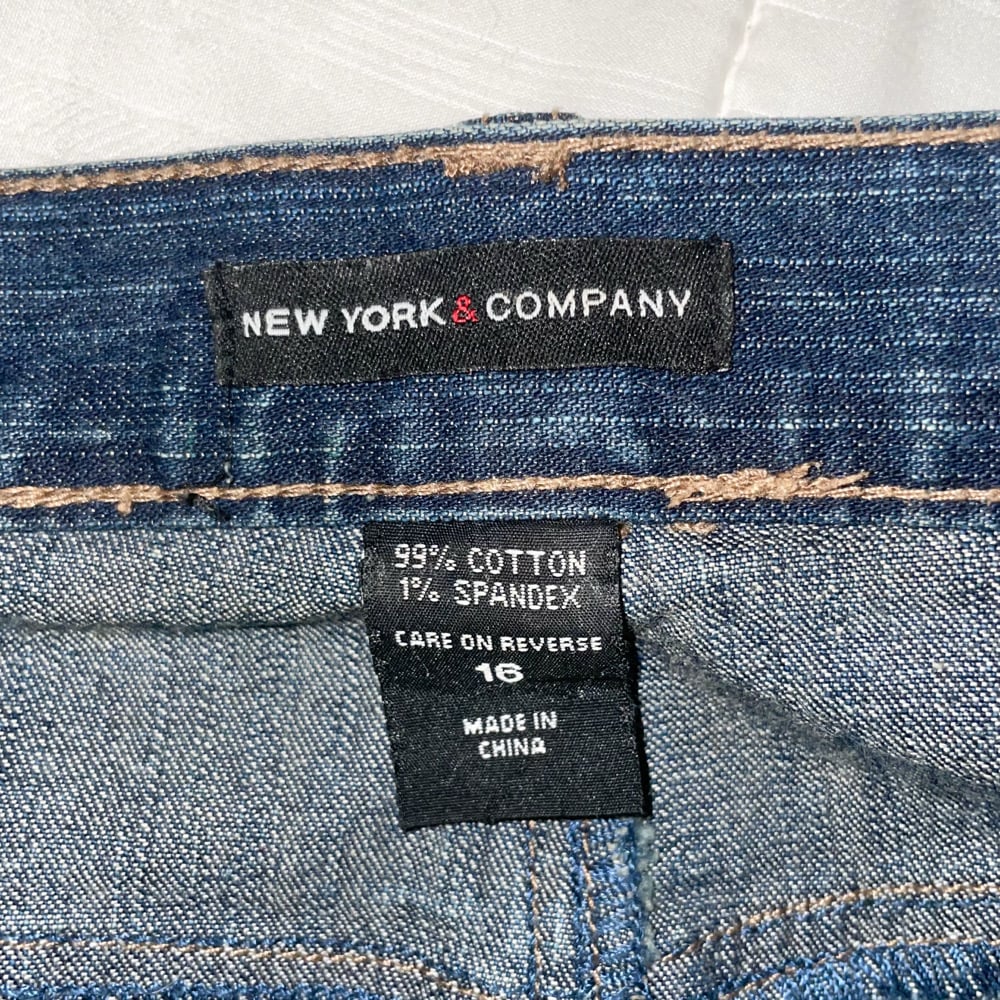 NEW YORK & COMPANY
99% COTTON
1% SPANDEX
CARE ON REVERSE
16
MADE IN
CHINA